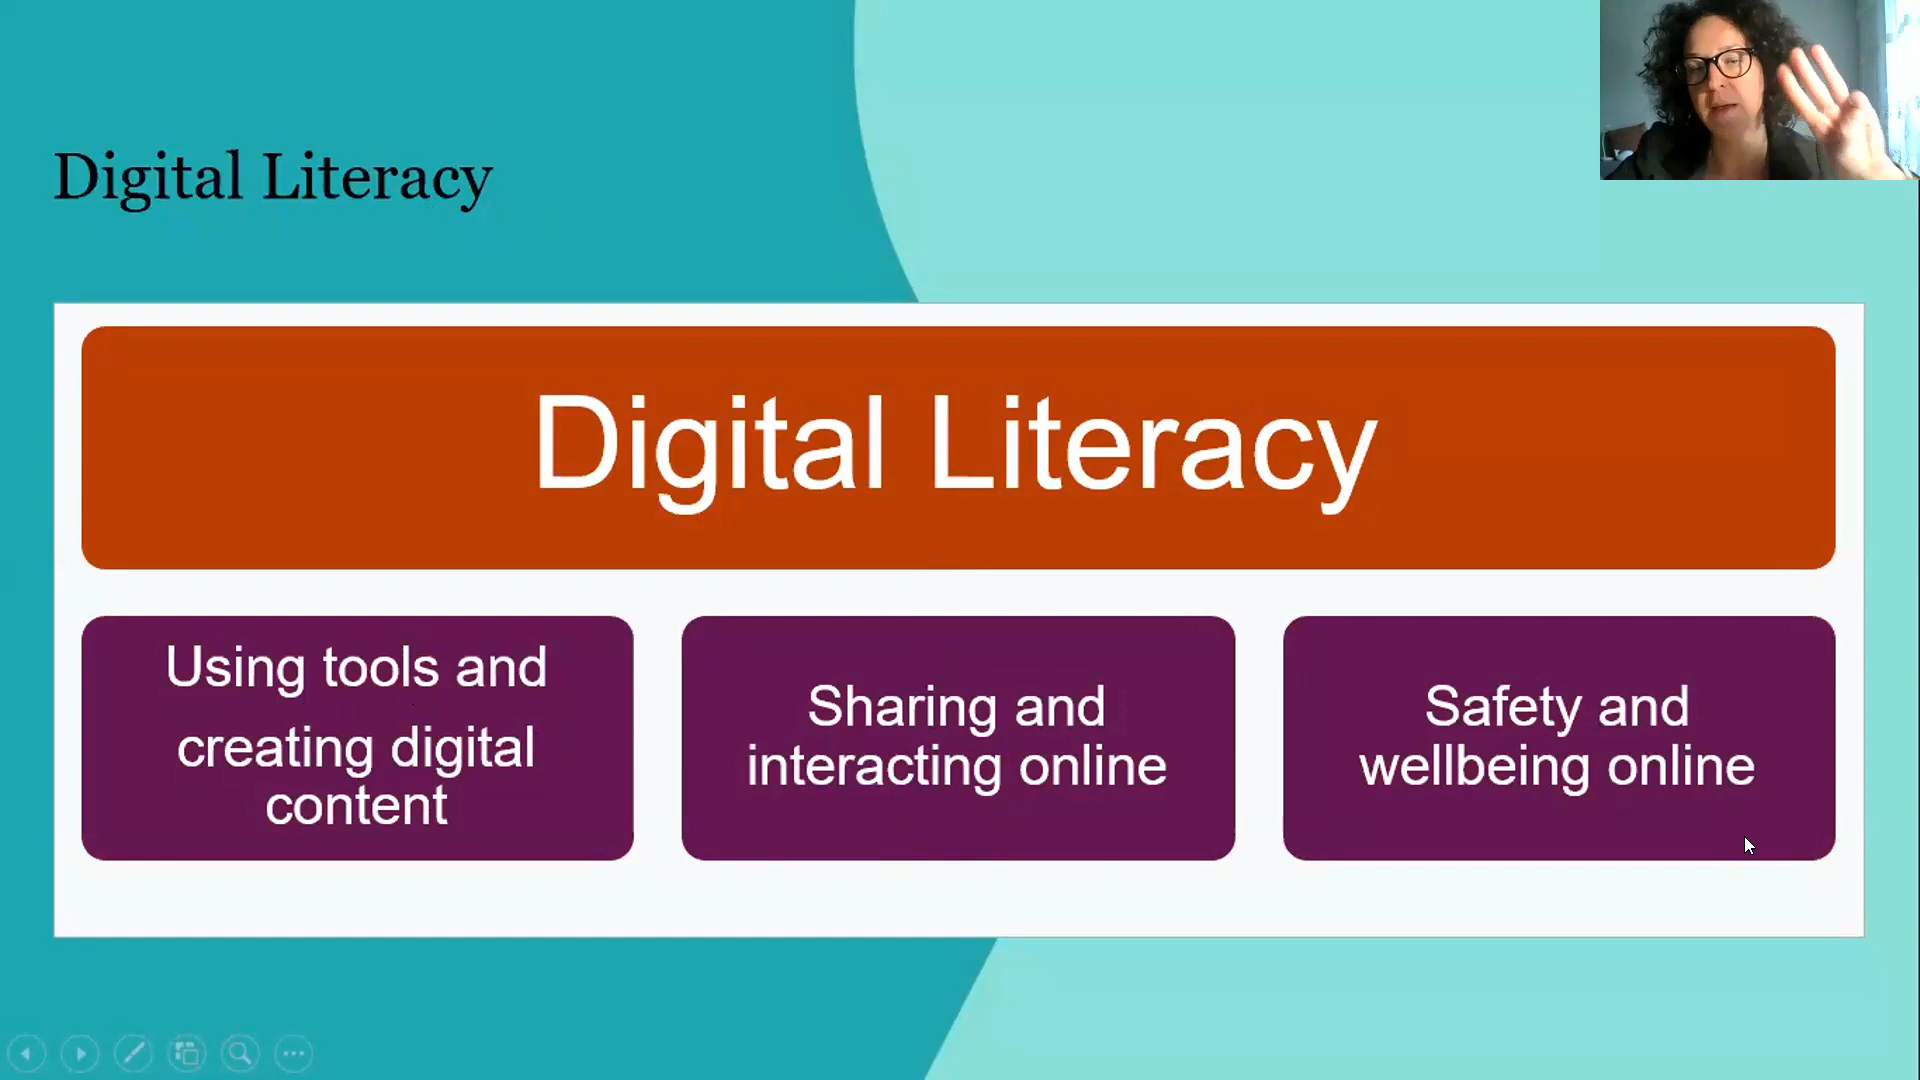 Digital Literacy
Digital Literacy
Using tools and
creating digital
content
Sharing and
interacting online
Safety and
wellbeing online